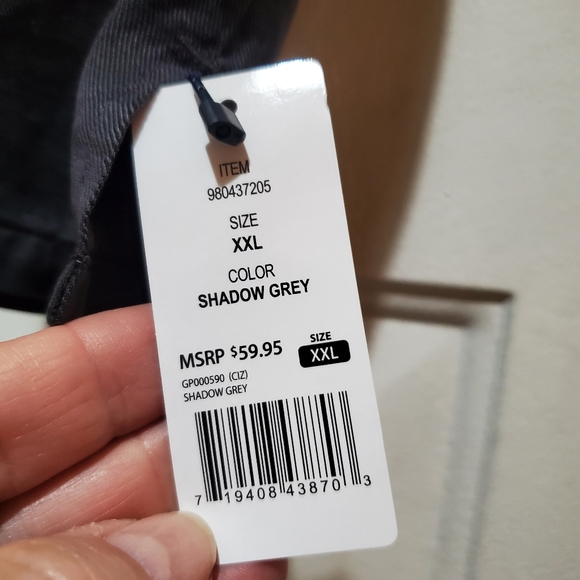 ITEM
980437205
SIZE
XXL
COLOR
SHADOW GREY
MSRP $59.95
SIZE
XXL
GP000590 (CIZ)
SHADOW GREY
7 19408 43870 3